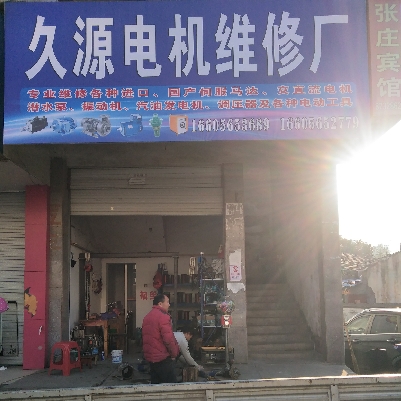 久源电机维修厂
专业维修各种进口、国产伺服马达、交直流电机
潜水泵、振动机、汽油发电机、调压器及各种电动工具
张庄宾馆